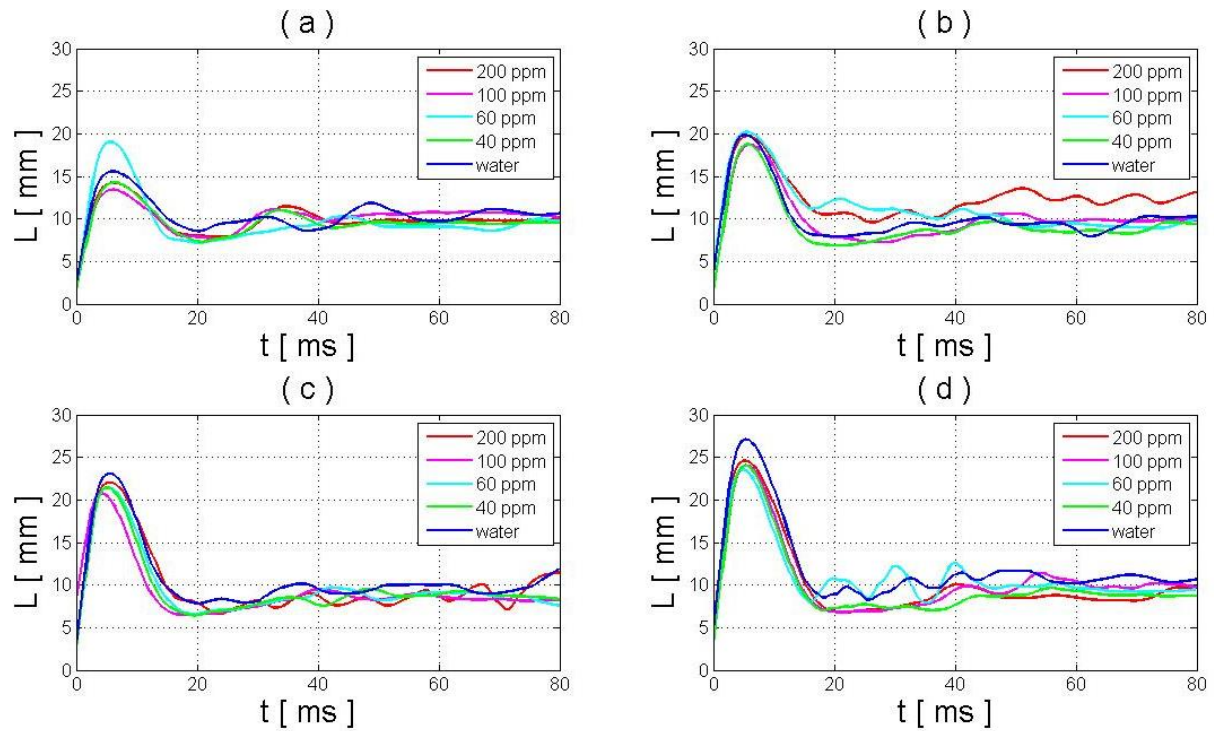 ( a )
30
25
20
15
10
5
0
L [ mm ]
200 ppm
100 ppm
60 ppm
40 ppm
water
0 20 40 60 80
t [ ms ]
( b )
30
25
20
15
10
5
0
L [ mm ]
200 ppm
100 ppm
60 ppm
40 ppm
water
0 20 40 60 80
t [ ms ]
( c )
30
25
20
15
10
5
0
L [ mm ]
200 ppm
100 ppm
60 ppm
40 ppm
water
0 20 40 60 80
t [ ms ]
( d )
30
25
20
15
10
5
0
L [ mm ]
200 ppm
100 ppm
60 ppm
40 ppm
water
0 20 40 60 80
t [ ms ]